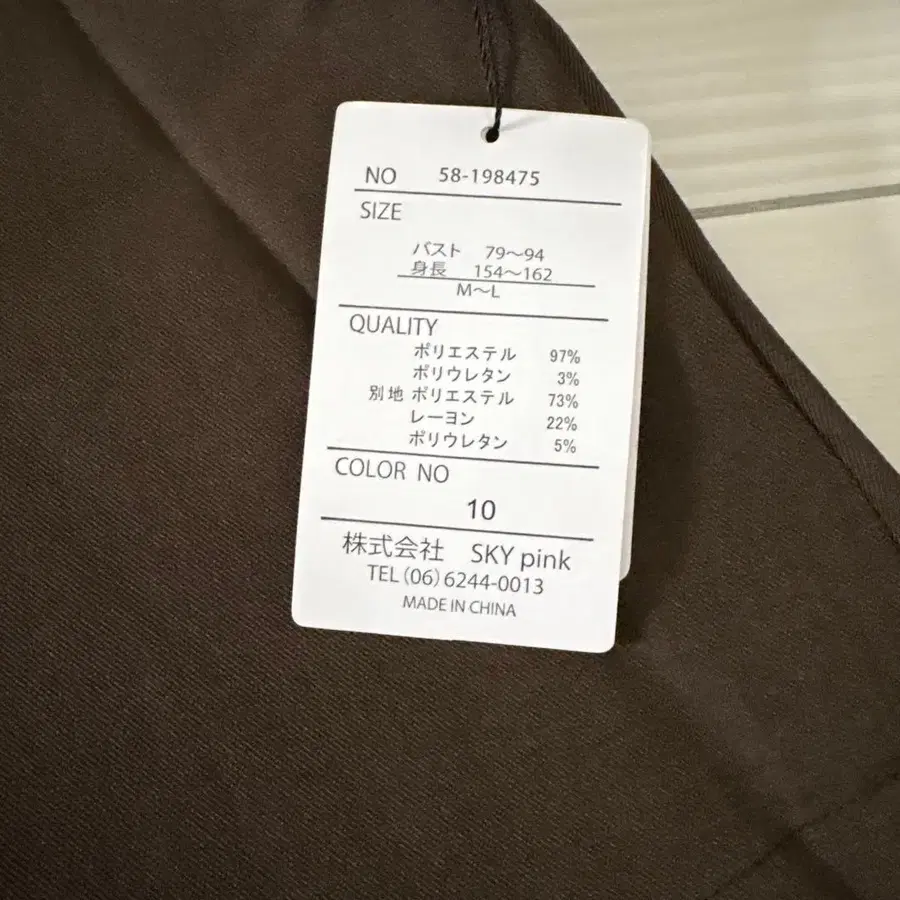 NO 58-198475
SIZE
バスト 79〜94
身長 154〜162
M〜L
QUALITY
ポリエステル 97%
ポリウレタン 3%
別地 ポリエステル 73%
レーヨン 22%
ポリウレタン 5%
COLOR NO
10
株式会社 SKY pink
TEL(06)6244-0013
MADE IN CHINA